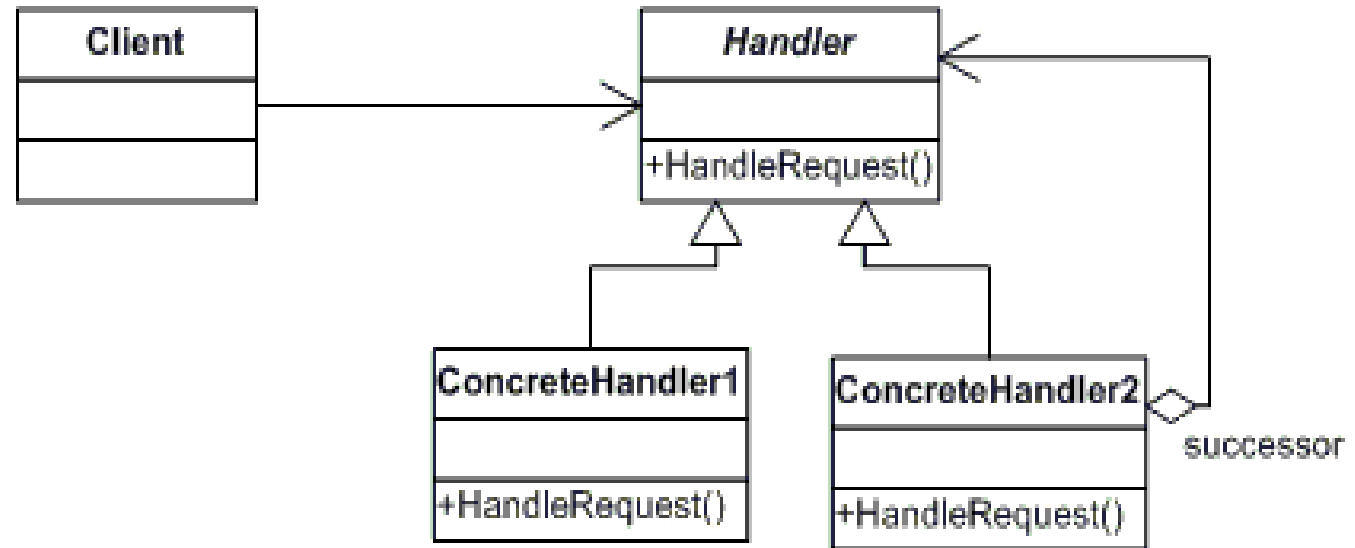 Client
Handler
+HandleRequest()
ConcreteHandler1
+HandleRequest()
ConcreteHandler2
successor
+HandleRequest()